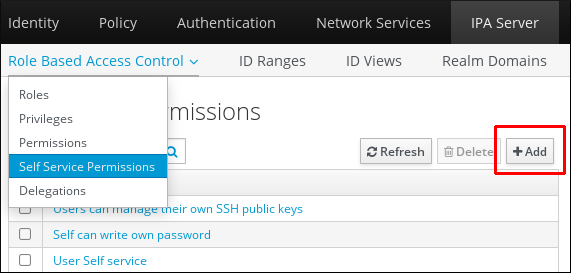 Identity Policy Authentication Network Services IPA Server
Role Based Access Control ID Ranges ID Views Realm Domains
Roles
Privileges
Permissions
Self Service Permissions
Delegations
rmissions
Refresh Delete Add
Users can manage their own SSH public keys
Self can write own password
User Self service